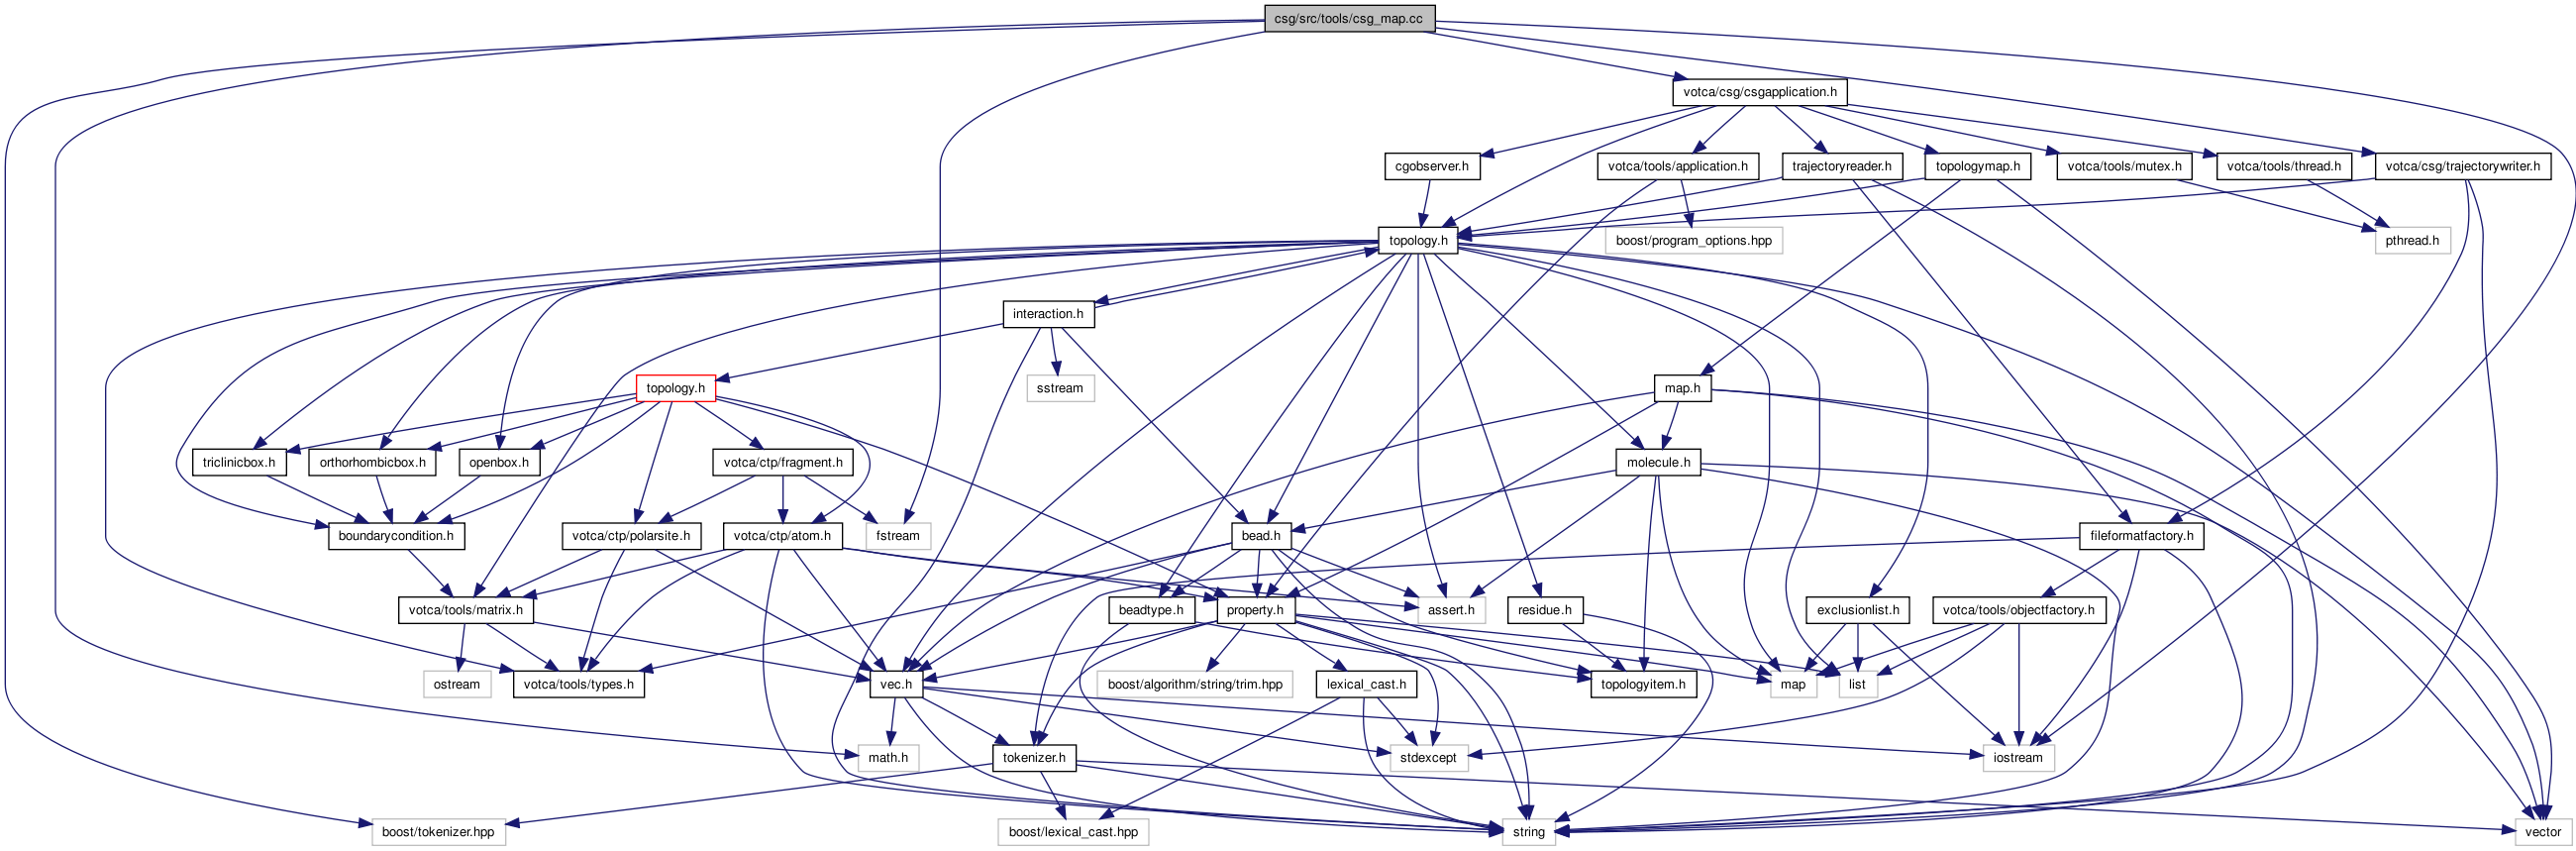 csg/src/tools/csg_map.cc
votca/csg/csgapplication.h
cgobserver.h
votca/tools/application.h
trajectoryreader.h
topologymap.h
votca/tools/mutex.h
votca/tools/thread.h
votca/csg/trajectorywriter.h
topology.h
boost/program_options.hpp
pthread.h
interaction.h
topology.h
sstream
map.h
triclinicbox.h
orthorhombicbox.h
openbox.h
votca/ctp/fragment.h
molecule.h
boundarycondition.h
votca/ctp/polarsite.h
votca/ctp/atom.h
fstream
bead.h
fileformatfactory.h
votca/tools/matrix.h
beadtype.h
property.h
assert.h
residue.h
exclusionlist.h
votca/tools/objectfactory.h
ostream
votca/tools/types.h
vec.h
boost/algorithm/string/trim.hpp
lexical_cast.h
topologyitem.h
map
list
math.h
tokenizer.h
stdexcept
iostream
boost/tokenizer.hpp
boost/lexical_cast.hpp
string
vector